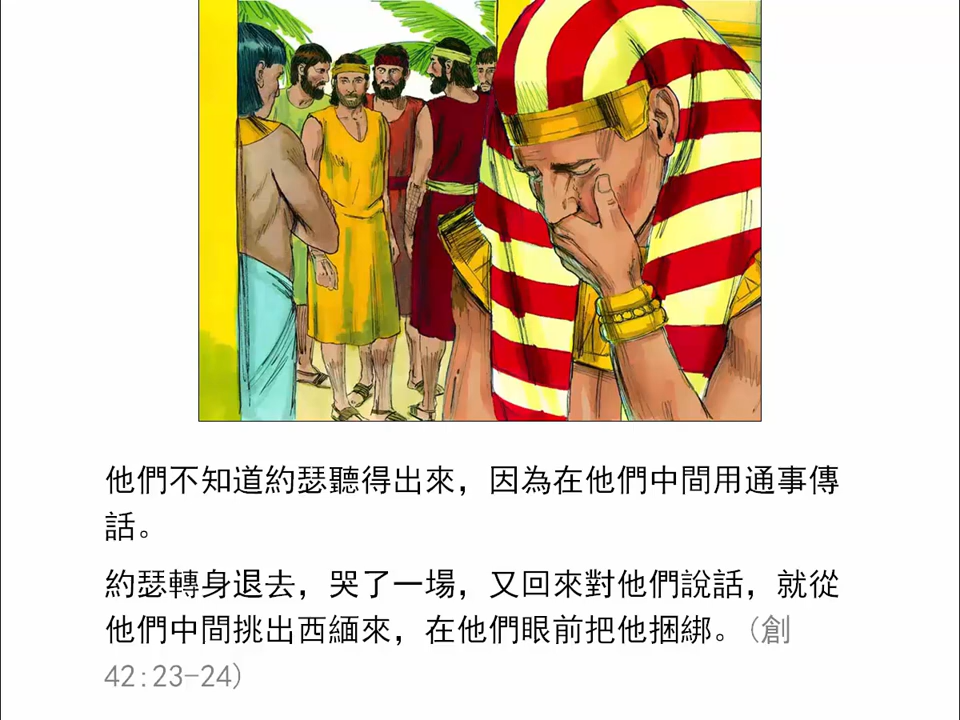 他們不知道約瑟聽得出來，因為在他們中間用通事傳
話。
約瑟轉身退去，哭了一場，又回來對他們說話，就從
他們中間挑出西緬來，在他們眼前把他捆綁。(創
42:23-24)